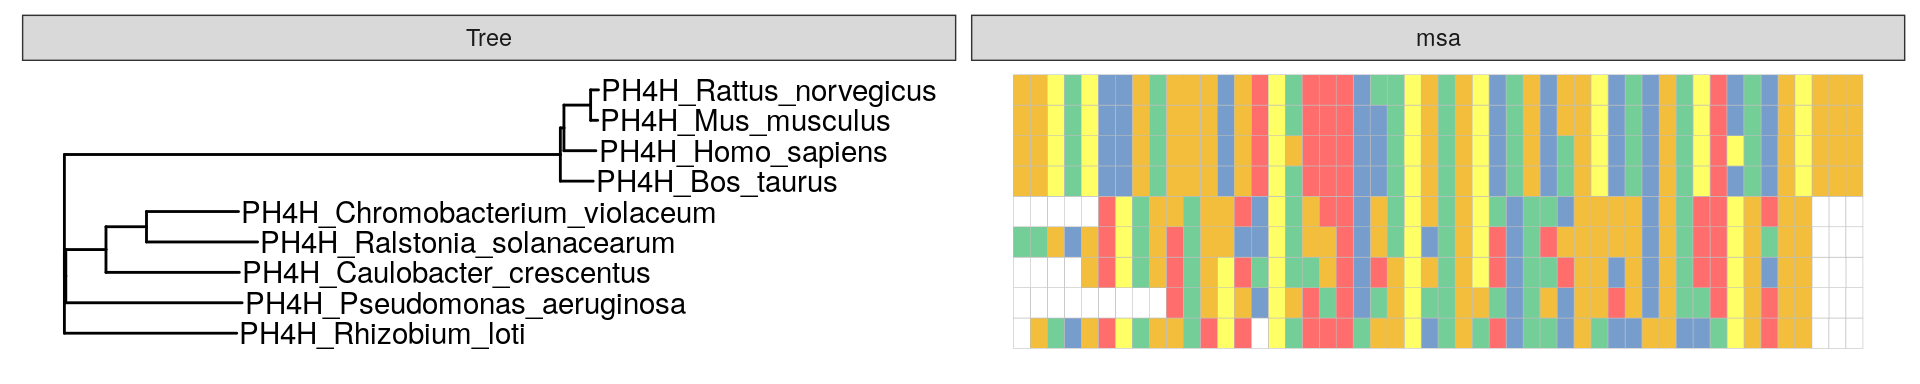 Tree
msa
PH4H_Rattus_norvegicus
PH4H_Mus_musculus
PH4H_Homo_sapiens
PH4H_Bos_taurus
PH4H_Chromobacterium_violaceum
PH4H_Ralstonia_solanacearum
PH4H_Caulobacter_crescentus
PH4H_Pseudomonas_aeruginosa
PH4H_Rhizobium_loti